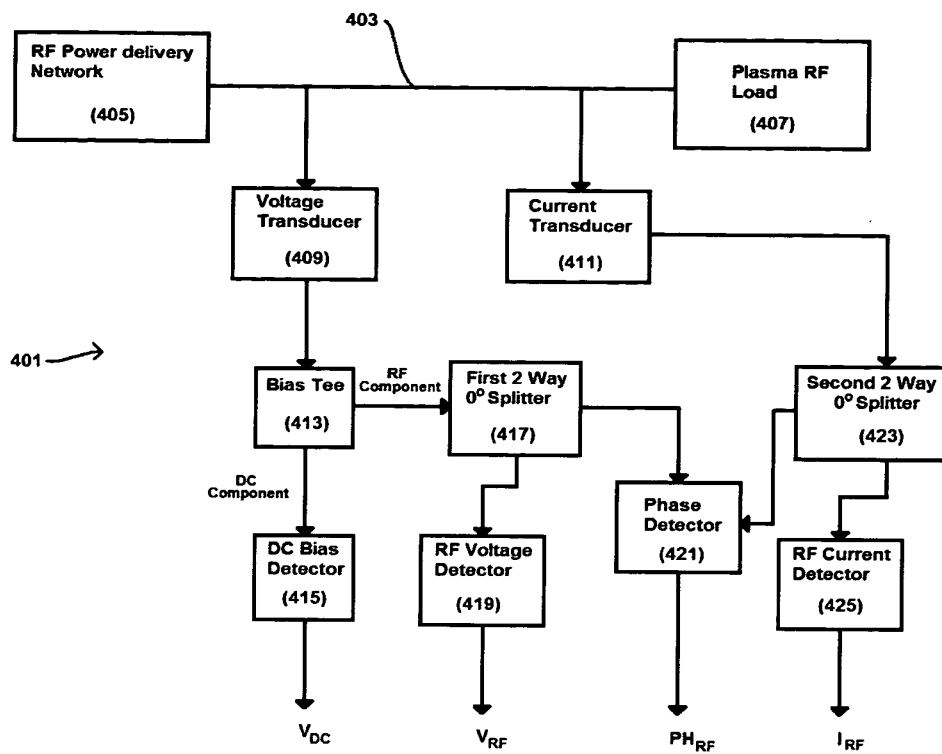 403
RF Power delivery
Network
(405)
Plasma RF
Load
(407)
Voltage
Transducer
(409)
Current
Transducer
(411)
401
Bias Tee
(413)
RF
Component
First 2 Way
0° Splitter
(417)
Second 2 Way
0° Splitter
(423)
DC
Component
DC Bias
Detector
(415)
RF Voltage
Detector
(419)
Phase
Detector
(421)
RF Current
Detector
(425)
VDC
VRF
PHRF
IRF